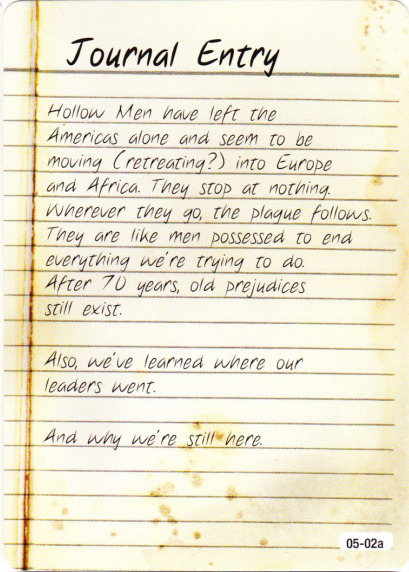 Journal Entry
Hollow Men have left the
Americas alone and seem to be
moving (retreating?) into Europe
and Africa. They stop at nothing.
Wherever they go, the plague follows.
They are like men possessed to end
everything we're trying to do.
After 70 years, old prejudices
still exist.
Also, we've learned where our
leaders went.
And why we're still here.
05-02a